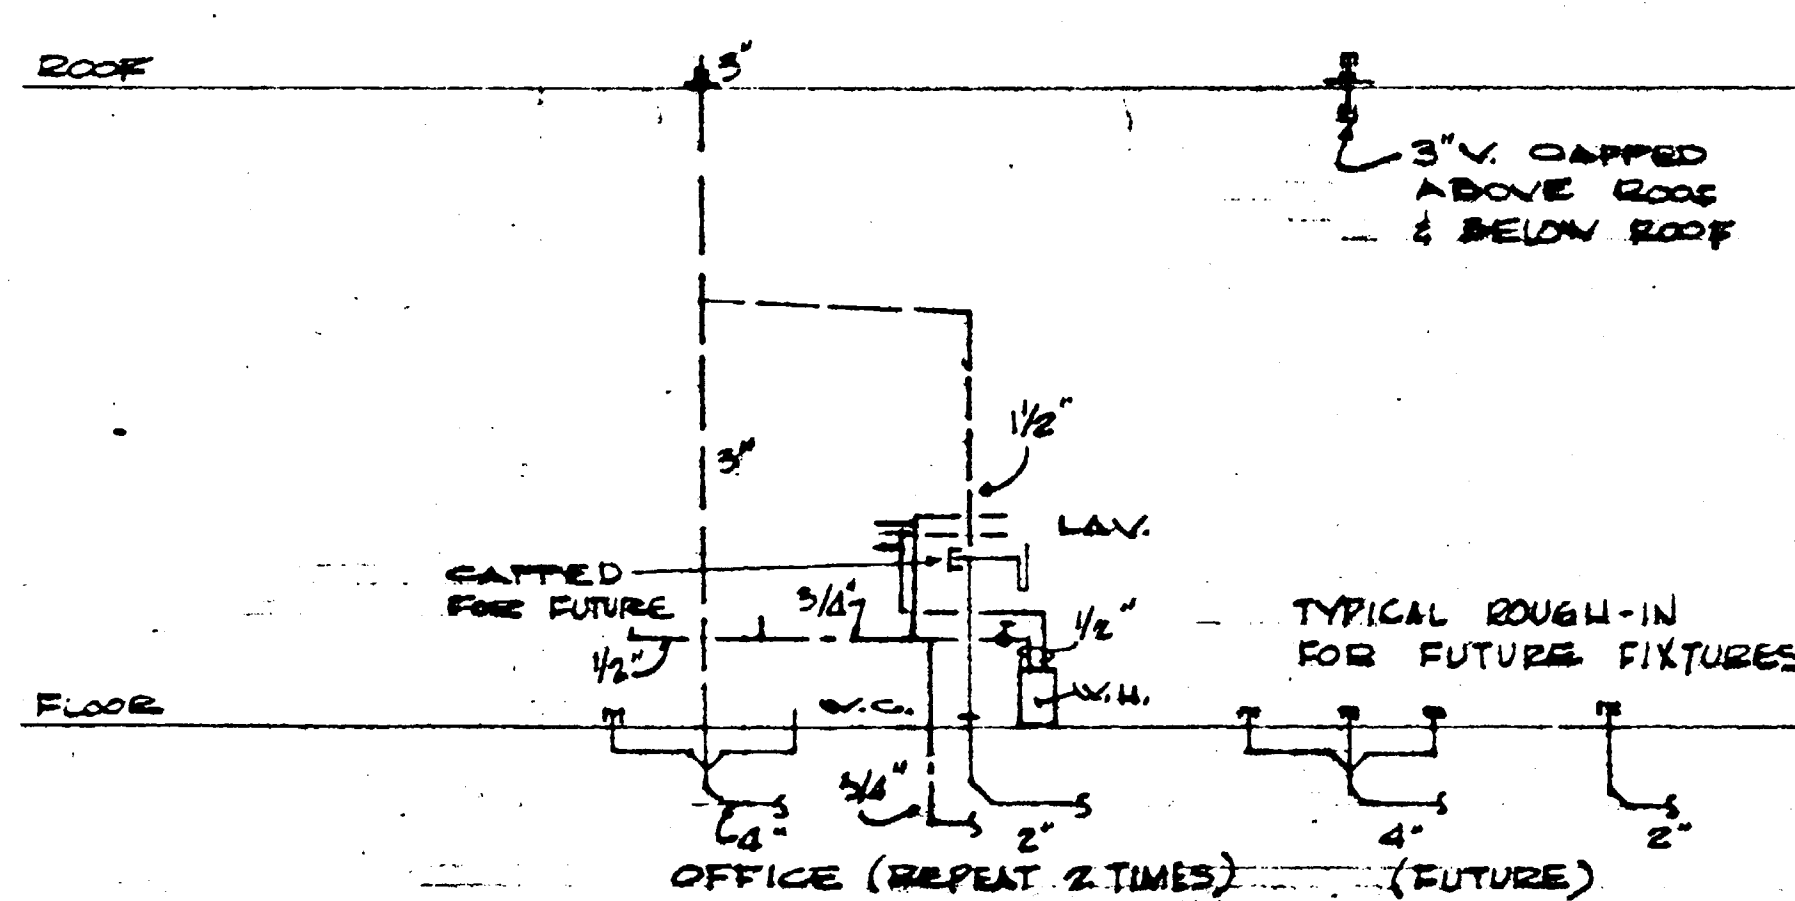 ROOF
3"
3" V. CAPPED
ABOVE ROOF
& BELOW ROOF
1 1/2"
3"
LAV.
CAPPED
FOR FUTURE
3/4"
1/2"
1/2"
TYPICAL ROUGH-IN
FOR FUTURE FIXTURES
FLOOR
W.C.
W.H.
3/4"
4"
2"
4"
2"
OFFICE (REPEAT 2 TIMES)
(FUTURE)